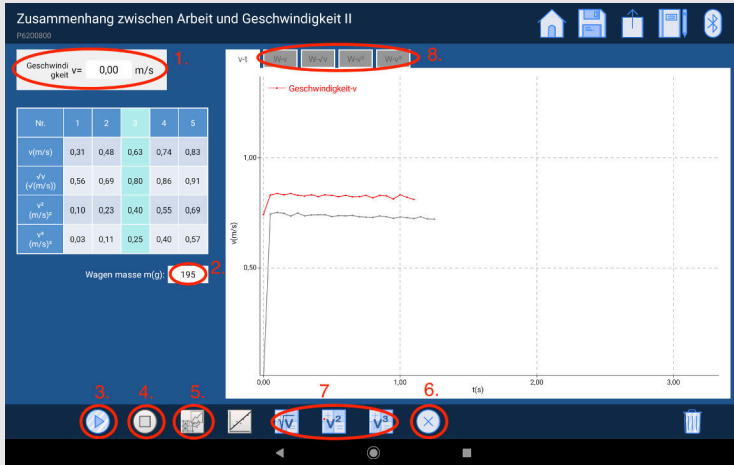 Zusammenhang zwischen Arbeit und Geschwindigkeit II
P6200800
Geschwindi
gkeit v= 0,00 m/s
1.
v-t W-v W-√v W-v² W-v³ 8.
Geschwindigkeit-v
Nr. 1 2 3 4 5
v(m/s) 0,31 0,48 0,63 0,74 0,83
√v
(√(m/s)) 0,56 0,69 0,80 0,86 0,91
v²
(m/s)² 0,10 0,23 0,40 0,55 0,69
v³
(m/s)³ 0,03 0,11 0,25 0,40 0,57
Wagen masse m(g): 195 2.
1,00
v(m/s)
0,50
0,00 1,00 2,00 3,00
t(s)
3. 4. 5. 7 6.
√V V² V³